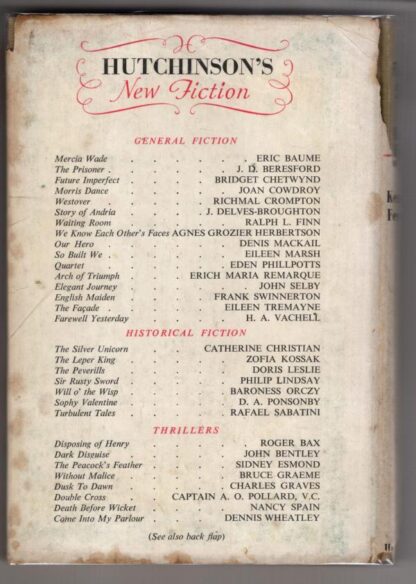 HUTCHINSON'S
New Fiction
GENERAL FICTION
Mercia Wade . . . . . . ERIC BAUME
The Prisoner . . . . . . J. D. BERESFORD
Future Imperfect . . . . BRIDGET CHETWYND
Morris Dance . . . . . JOAN COWDROY
Westover . . . . . RICHMAL CROMPTON
Story of Andria . . . . J. DELVES-BROUGHTON
Waiting Room . . . . . RALPH L. FINN
We Know Each Other's Faces AGNES GROZIER HERBERTSON
Our Hero . . . . . DENIS MACKAIL
So Built We . . . . . EILEEN MARSH
Quartet . . . . . EDEN PHILLPOTTS
Arch of Triumph . . . ERICH MARIA REMARQUE
Elegant Journey . . . . . JOHN SELBY
English Maiden . . . . FRANK SWINNERTON
The Façade . . . . . EILEEN TREMAYNE
Farewell Yesterday . . . . . H. A. VACHELL
HISTORICAL FICTION
The Silver Unicorn . . . CATHERINE CHRISTIAN
The Leper King . . . . . ZOFIA KOSSAK
The Peverills . . . . . DORIS LESLIE
Sir Rusty Sword . . . . PHILIP LINDSAY
Will o' the Wisp . . . . BARONESS ORCZY
Sophy Valentine . . . . D. A. PONSONBY
Turbulent Tales . . . . RAFAEL SABATINI
THRILLERS
Disposing of Henry . . . . . ROGER BAX
Dark Disguise . . . . . JOHN BENTLEY
The Peacock's Feather . . . . SIDNEY ESMOND
Without Malice . . . . . BRUCE GRAEME
Dusk To Dawn . . . . . CHARLES GRAVES
Double Cross . . . CAPTAIN A. O. POLLARD, V.C.
Death Before Wicket . . . . . NANCY SPAIN
Come Into My Parlour . . . DENNIS WHEATLEY
(See also back flap)